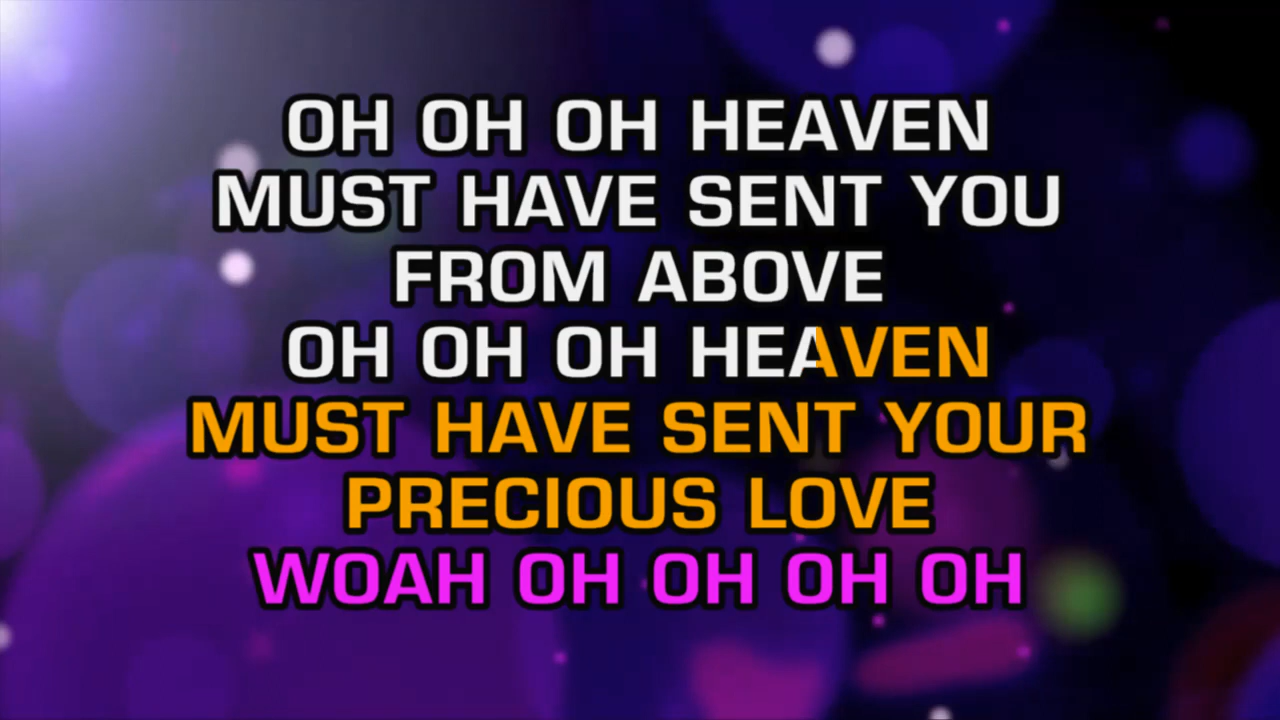 OH OH OH HEAVEN
MUST HAVE SENT YOU
FROM ABOVE
OH OH OH HEAVEN
MUST HAVE SENT YOUR
PRECIOUS LOVE
WOAH OH OH OH OH